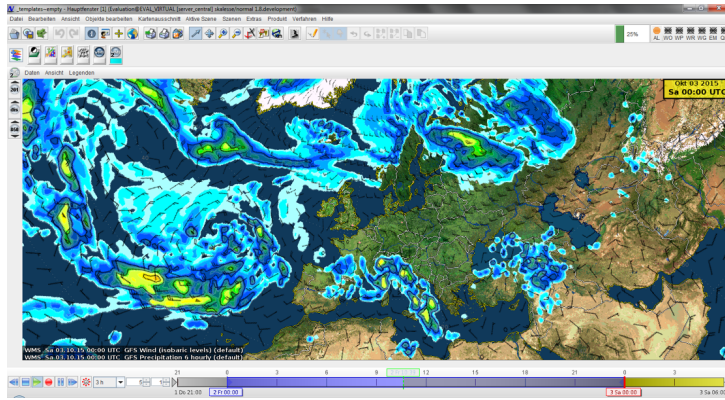 _templates--empty - Hauptfenster [1] (Evaluation@EVAL_VIRTUAL [server_central] skalesse/normal 1.8.development)
Datei Bearbeiten Ansicht Objekte bearbeiten Kartenausschnitt Aktive Szene Szenen Extras Produkt Verfahren Hilfe
25%
AL WO WP WR WG EM
Daten Ansicht Legenden
Okt 03 2015
Sa 00:00 UTC
WMS Sa 03.10.15 00:00 UTC GFS Wind (isobaric levels) (default)
WMS Sa 03.10.15 00:00 UTC GFS Precipitation 6 hourly (default)
21 0 3 6 9 12 15 18 21 0 3
3 h
1 Do 21:00 2 Fr 00:00 3 Sa 00:00 3 Sa 06:00